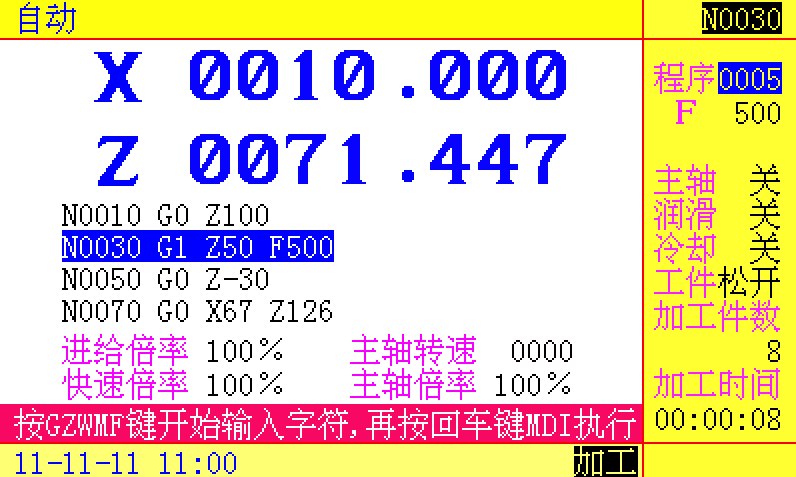 自动
N0030
X 0010.000
Z 0071.447
N0010 G0 Z100
N0030 G1 Z50 F500
N0050 G0 Z-30
N0070 G0 X67 Z126
进给倍率 100% 主轴转速 0000
快速倍率 100% 主轴倍率 100%
按GZWMF键开始输入字符,再按回车键MDI执行
11-11-11 11:00 加工
程序0005
F 500
主轴 关
润滑 关
冷却 关
工件松开
加工件数
8
加工时间
00:00:08